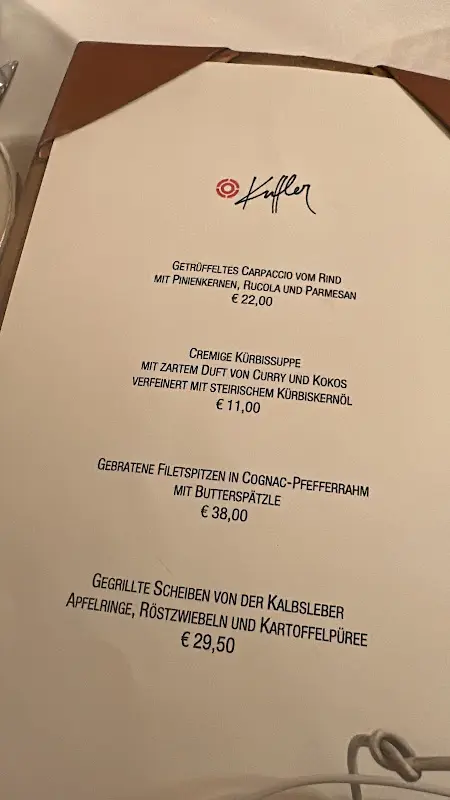 Kuffler
Getrüffeltes Carpaccio vom Rind
mit Pinienkernen, Rucola und Parmesan
€ 22,00
Cremige Kürbissuppe
mit zartem Duft von Curry und Kokos
verfeinert mit steirischem Kürbiskernöl
€ 11,00
Gebratene Filetspitzen in Cognac-Pfefferrahm
mit Butterspätzle
€ 38,00
Gegrillte Scheiben von der Kalbsleber
Apfelringe, Röstzwiebeln und Kartoffelpüree
€ 29,50